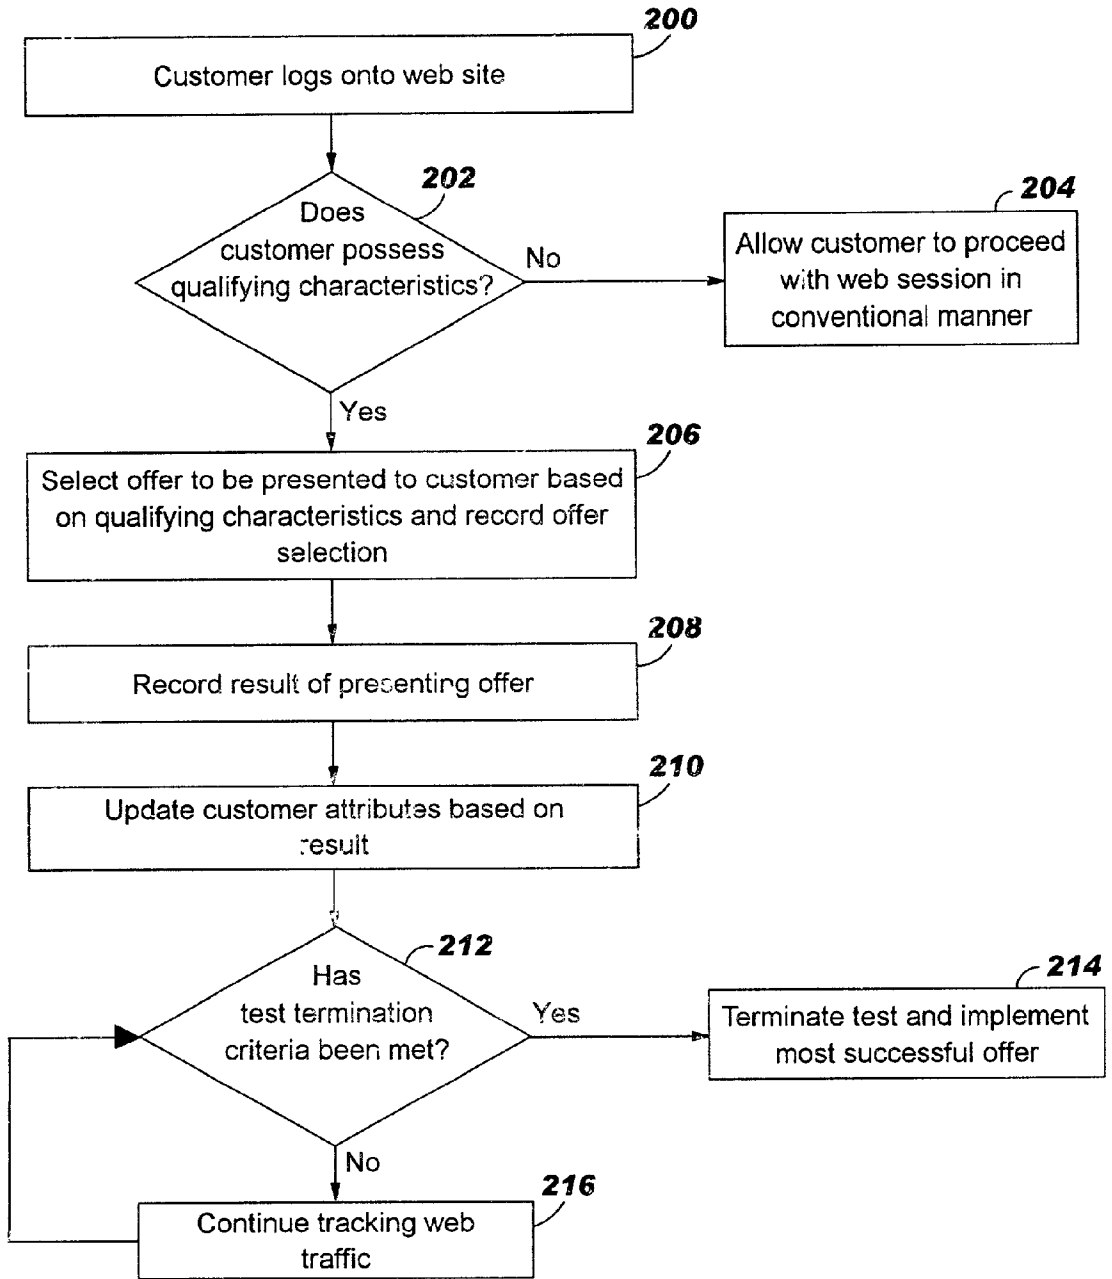 200
Customer logs onto web site
202
Does
customer possess
qualifying characteristics?
No
204
Allow customer to proceed
with web session in
conventional manner
Yes
206
Select offer to be presented to customer based
on qualifying characteristics and record offer
selection
208
Record result of presenting offer
210
Update customer attributes based on
result
212
Has
test termination
criteria been met?
Yes
214
Terminate test and implement
most successful offer
No
216
Continue tracking web
traffic